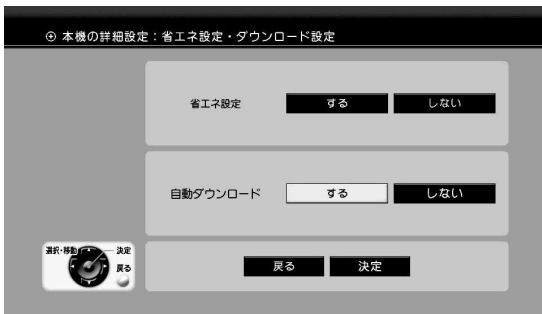 本機の詳細設定：省エネ設定・ダウンロード設定
省エネ設定 する しない
自動ダウンロード する しない
選択・移動 決定
戻る
戻る 決定